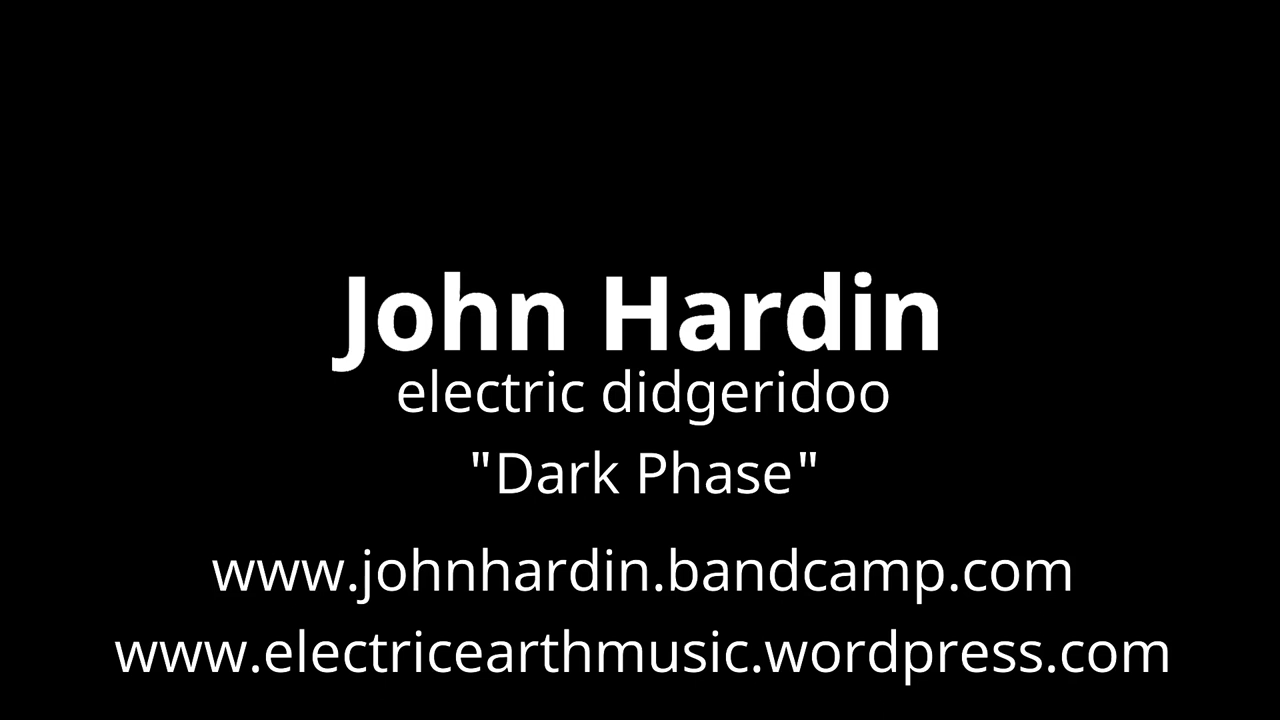 John Hardin
electric didgeridoo
"Dark Phase"
www.johnhardin.bandcamp.com
www.electricearthmusic.wordpress.com